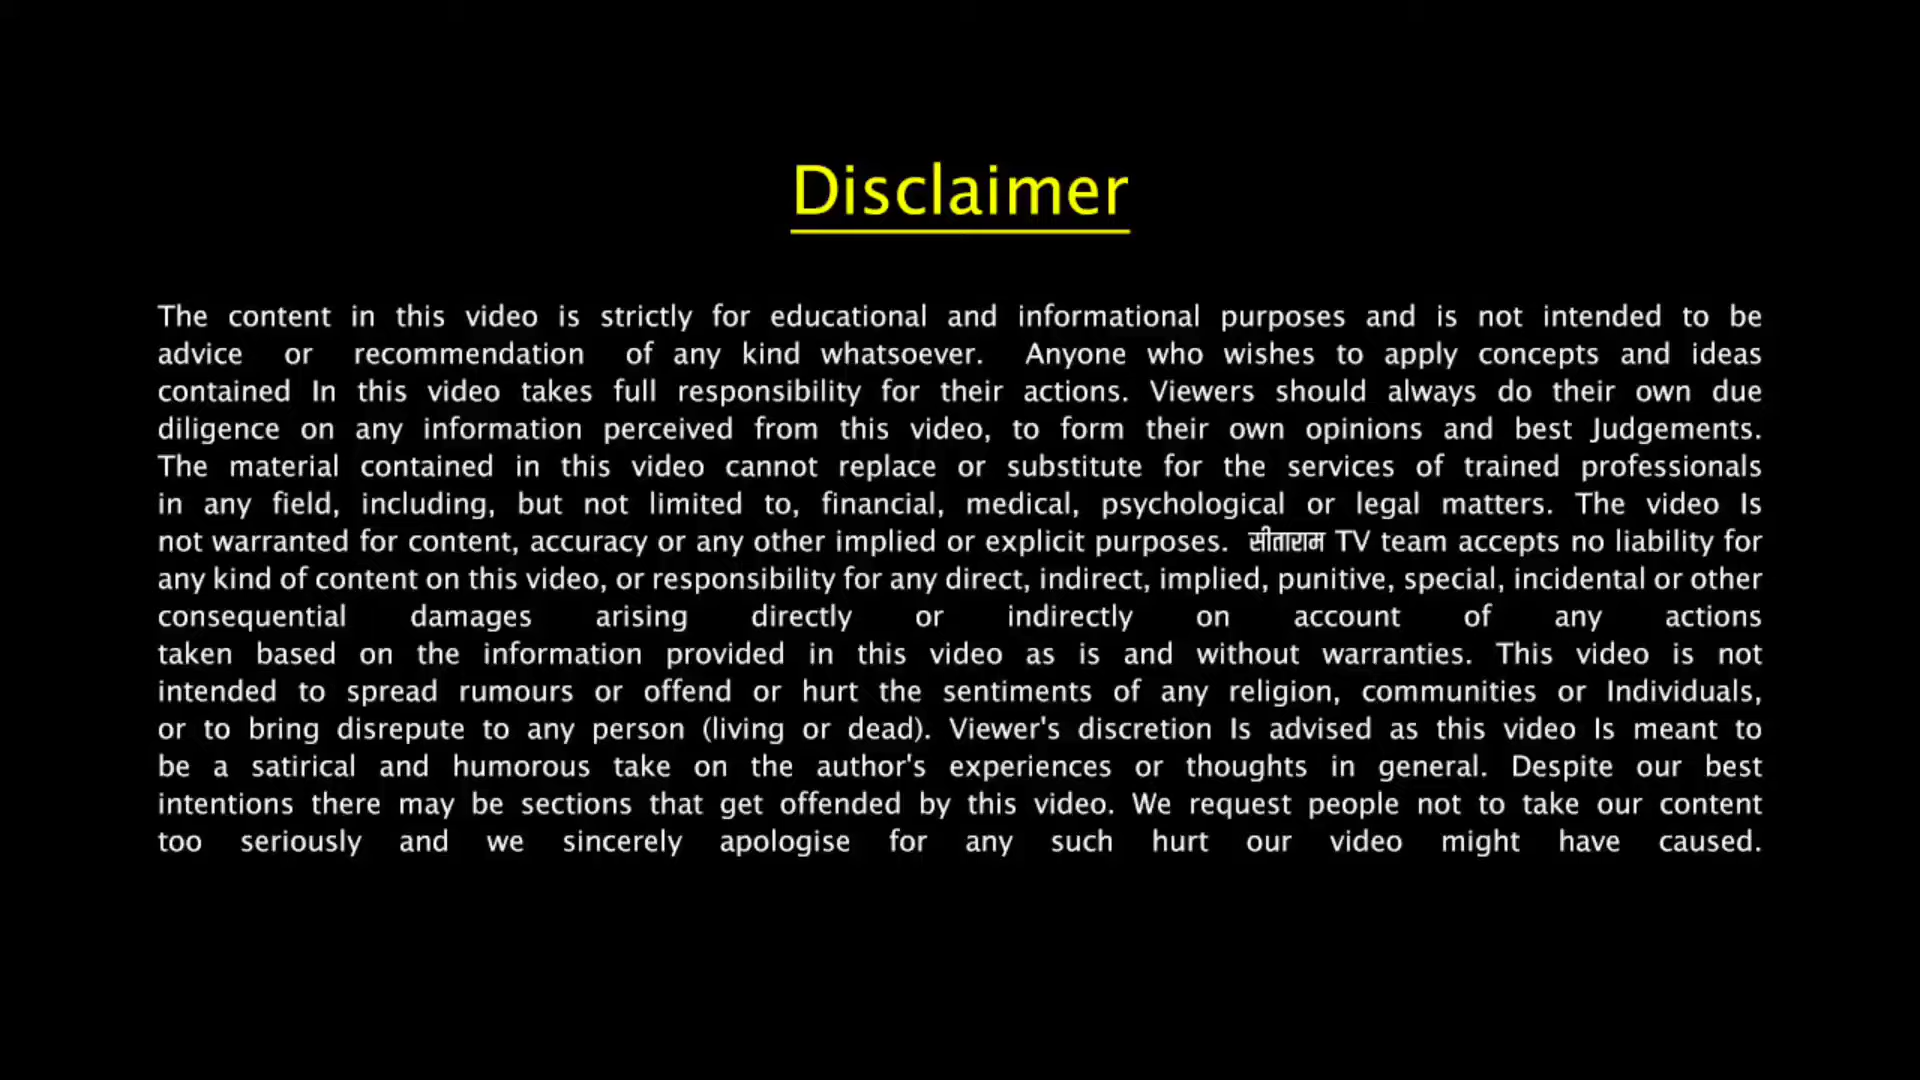 Disclaimer
The content in this video is strictly for educational and informational purposes and is not intended to be
advice or recommendation of any kind whatsoever. Anyone who wishes to apply concepts and ideas
contained In this video takes full responsibility for their actions. Viewers should always do their own due
diligence on any information perceived from this video, to form their own opinions and best Judgements.
The material contained in this video cannot replace or substitute for the services of trained professionals
in any field, including, but not limited to, financial, medical, psychological or legal matters. The video Is
not warranted for content, accuracy or any other implied or explicit purposes. सीताराम TV team accepts no liability for
any kind of content on this video, or responsibility for any direct, indirect, implied, punitive, special, incidental or other
consequential damages arising directly or indirectly on account of any actions
taken based on the information provided in this video as is and without warranties. This video is not
intended to spread rumours or offend or hurt the sentiments of any religion, communities or Individuals,
or to bring disrepute to any person (living or dead). Viewer's discretion Is advised as this video Is meant to
be a satirical and humorous take on the author's experiences or thoughts in general. Despite our best
intentions there may be sections that get offended by this video. We request people not to take our content
too seriously and we sincerely apologise for any such hurt our video might have caused.